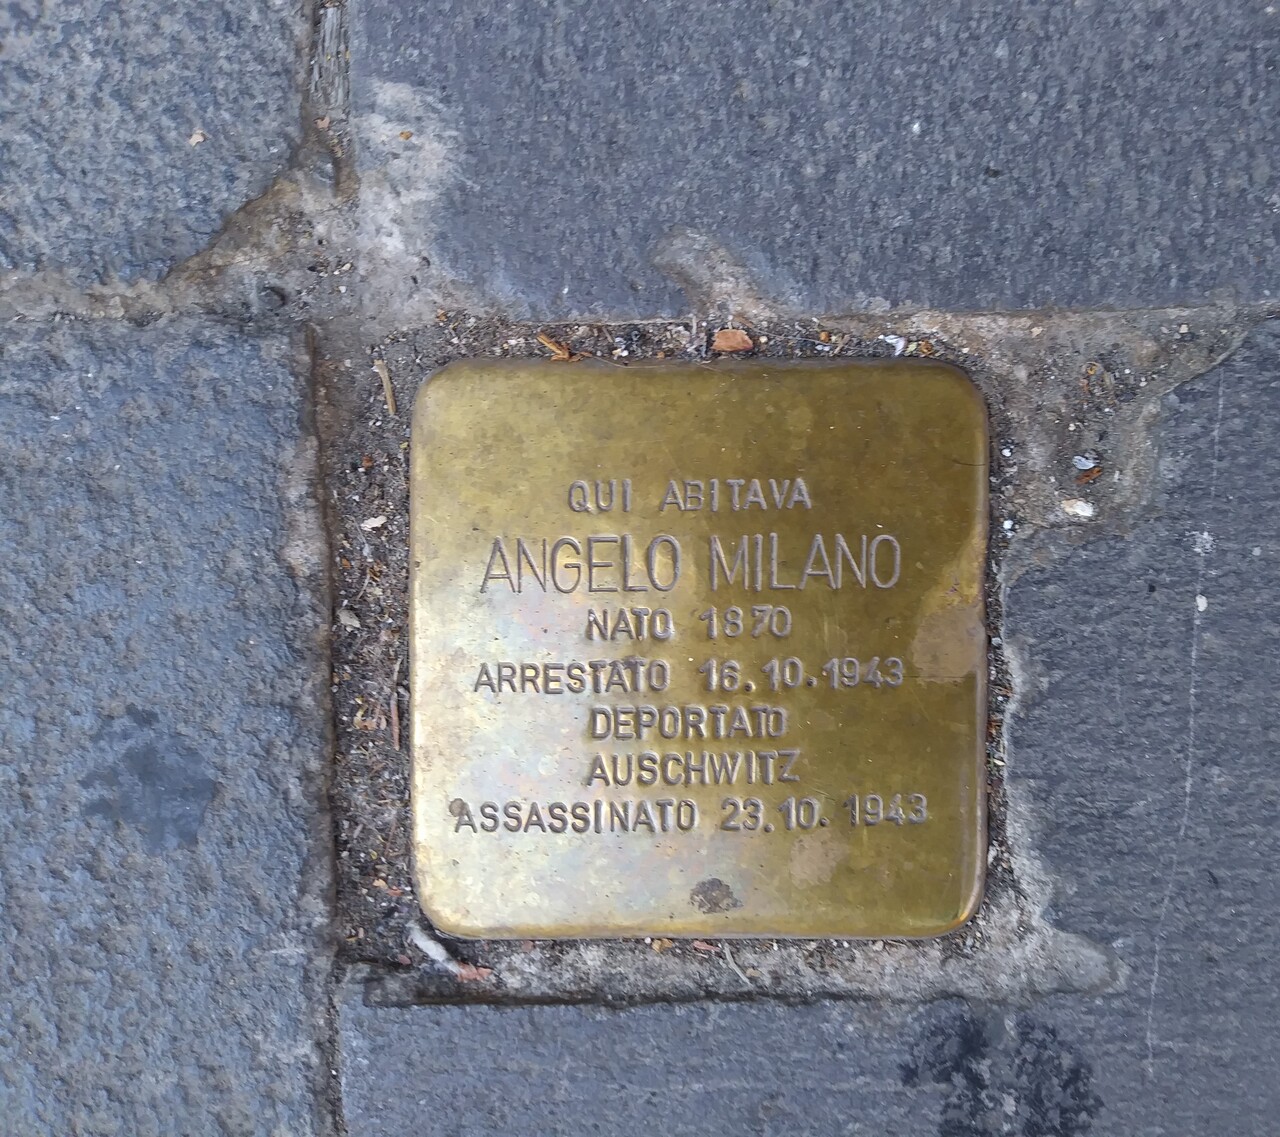 QUI ABITAVA
ANGELO MILANO
NATO 1870
ARRESTATO 16.10.1943
DEPORTATO
AUSCHWITZ
ASSASSINATO 23.10.1943